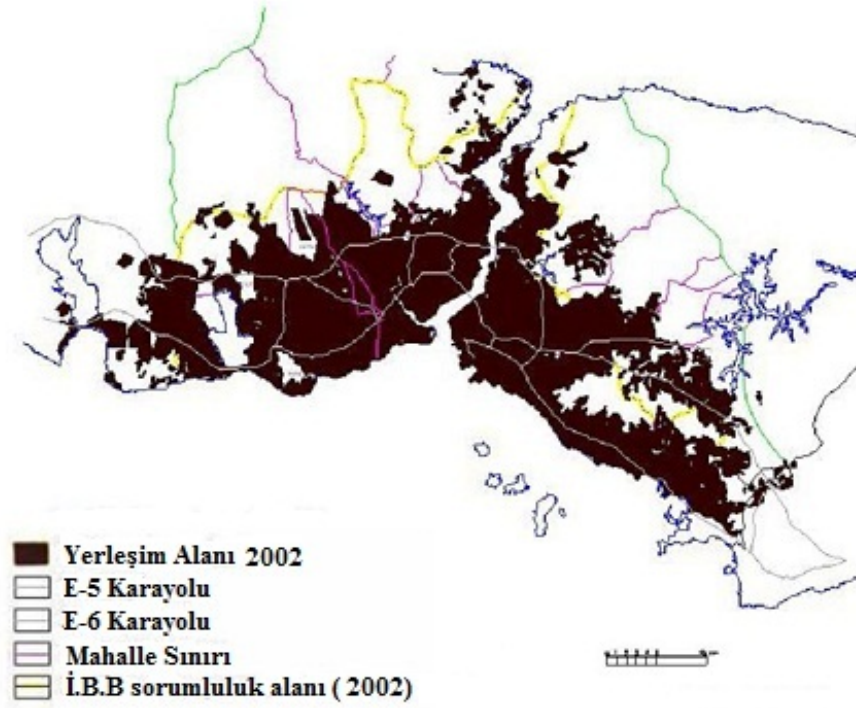 Yerleşim Alanı 2002
E-5 Karayolu
E-6 Karayolu
Mahalle Sınırı
İ.B.B sorumluluk alanı ( 2002)